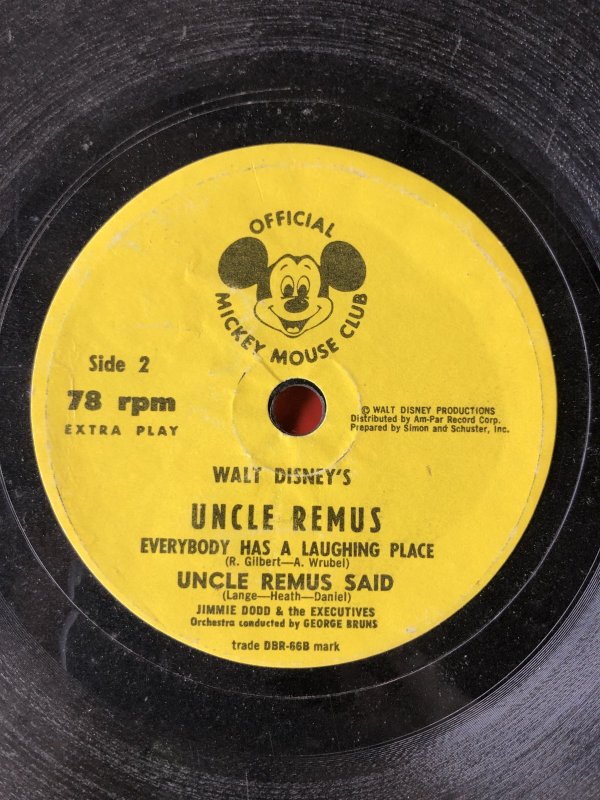 OFFICIAL
MICKEY MOUSE CLUB
Side 2
78 rpm
EXTRA PLAY
© WALT DISNEY PRODUCTIONS
Distributed by Am-Par Record Corp.
Prepared by Simon and Schuster, Inc.
WALT DISNEY'S
UNCLE REMUS
EVERYBODY HAS A LAUGHING PLACE
(R. Gilbert—A. Wrubel)
UNCLE REMUS SAID
(Lange—Heath—Daniel)
JIMMIE DODD & the EXECUTIVES
Orchestra conducted by GEORGE BRUNS
trade DBR-66B mark